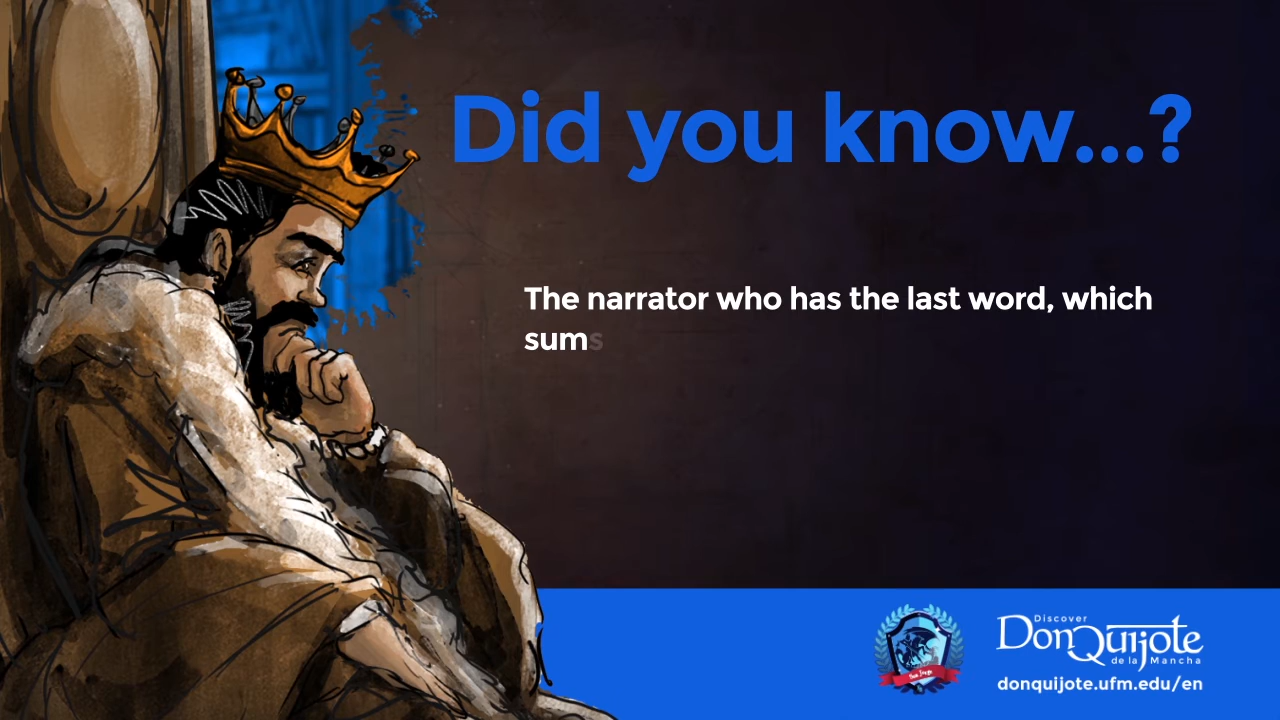 Did you know...?
The narrator who has the last word, which
sums
Discover
DonQuijote
de la Mancha
donquijote.ufm.edu/en